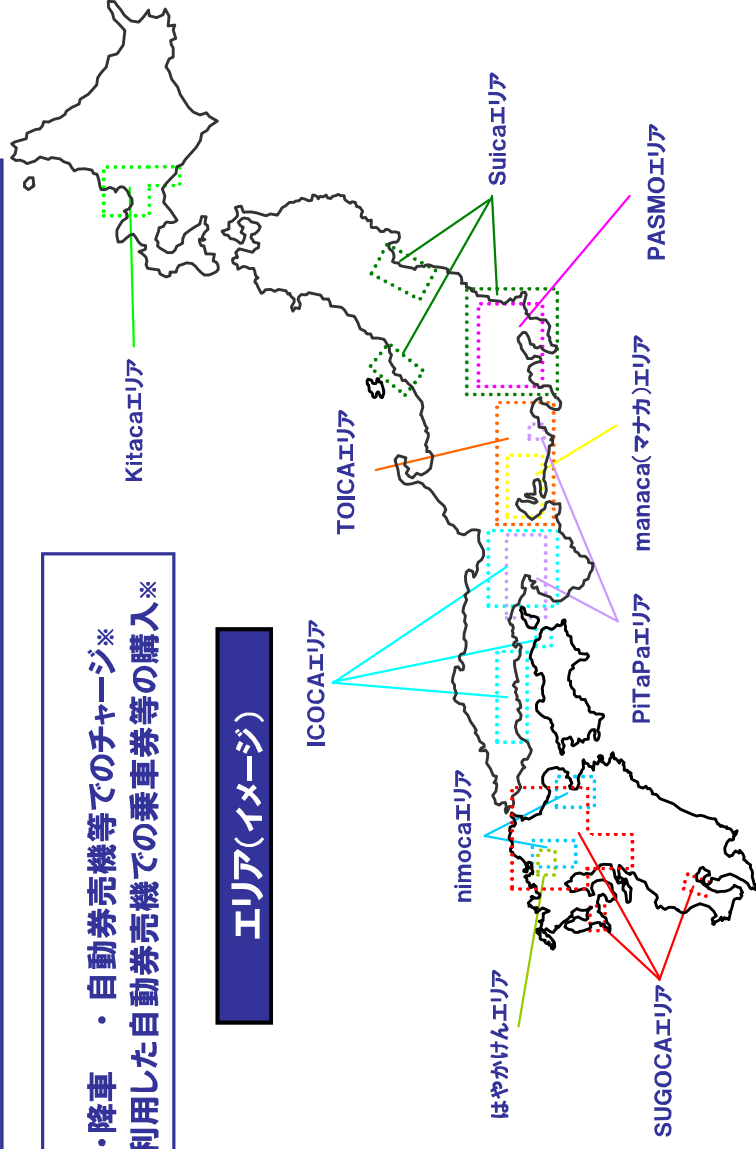 ・降車　・自動券売機等でのチャージ※
利用した自動券売機での乗車券等の購入※
エリア(イメージ)
Kitacaエリア
Suicaエリア
PASMOエリア
TOICAエリア
manaca(マナカ)エリア
ICOCAエリア
PiTaPaエリア
nimocaエリア
はやかけんエリア
SUGOCAエリア